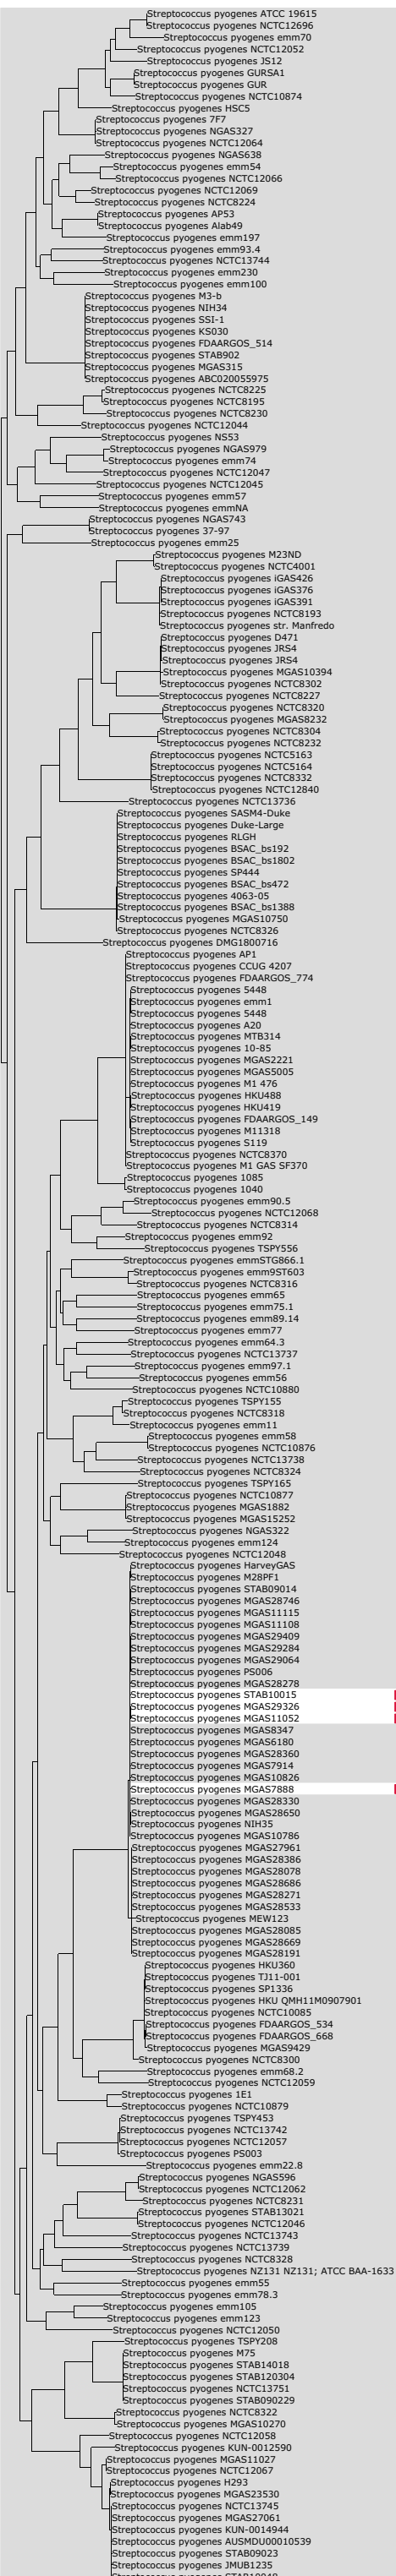 Streptococcus pyogenes ATCC 19615
Streptococcus pyogenes NCTC12696
Streptococcus pyogenes emm70
Streptococcus pyogenes NCTC12052
Streptococcus pyogenes JS12
Streptococcus pyogenes GURSA1
Streptococcus pyogenes GUR
Streptococcus pyogenes NCTC10874
Streptococcus pyogenes HSC5
Streptococcus pyogenes 7F7
Streptococcus pyogenes NGAS327
Streptococcus pyogenes NCTC12064
Streptococcus pyogenes NGAS638
Streptococcus pyogenes emm54
Streptococcus pyogenes NCTC12066
Streptococcus pyogenes NCTC12069
Streptococcus pyogenes NCTC8224
Streptococcus pyogenes AP53
Streptococcus pyogenes Alab49
Streptococcus pyogenes emm197
Streptococcus pyogenes emm93.4
Streptococcus pyogenes NCTC13744
Streptococcus pyogenes emm230
Streptococcus pyogenes emm100
Streptococcus pyogenes M3-b
Streptococcus pyogenes NIH34
Streptococcus pyogenes SSI-1
Streptococcus pyogenes KS030
Streptococcus pyogenes FDAARGOS_514
Streptococcus pyogenes STAB902
Streptococcus pyogenes MGAS315
Streptococcus pyogenes ABC020055975
Streptococcus pyogenes NCTC8225
Streptococcus pyogenes NCTC8195
Streptococcus pyogenes NCTC8230
Streptococcus pyogenes NCTC12044
Streptococcus pyogenes NS53
Streptococcus pyogenes NGAS979
Streptococcus pyogenes emm74
Streptococcus pyogenes NCTC12047
Streptococcus pyogenes NCTC12045
Streptococcus pyogenes emm57
Streptococcus pyogenes emmNA
Streptococcus pyogenes NGAS743
Streptococcus pyogenes 37-97
Streptococcus pyogenes emm25
Streptococcus pyogenes M23ND
Streptococcus pyogenes NCTC4001
Streptococcus pyogenes iGAS426
Streptococcus pyogenes iGAS376
Streptococcus pyogenes iGAS391
Streptococcus pyogenes NCTC8193
Streptococcus pyogenes str. Manfredo
Streptococcus pyogenes D471
Streptococcus pyogenes JRS4
Streptococcus pyogenes JRS4
Streptococcus pyogenes MGAS10394
Streptococcus pyogenes NCTC8302
Streptococcus pyogenes NCTC8227
Streptococcus pyogenes NCTC8320
Streptococcus pyogenes MGAS8232
Streptococcus pyogenes NCTC8304
Streptococcus pyogenes NCTC8232
Streptococcus pyogenes NCTC5163
Streptococcus pyogenes NCTC5164
Streptococcus pyogenes NCTC8332
Streptococcus pyogenes NCTC12840
Streptococcus pyogenes NCTC13736
Streptococcus pyogenes SASM4-Duke
Streptococcus pyogenes Duke-Large
Streptococcus pyogenes RLGH
Streptococcus pyogenes BSAC_bs192
Streptococcus pyogenes BSAC_bs1802
Streptococcus pyogenes SP444
Streptococcus pyogenes BSAC_bs472
Streptococcus pyogenes 4063-05
Streptococcus pyogenes BSAC_bs1388
Streptococcus pyogenes MGAS10750
Streptococcus pyogenes NCTC8326
Streptococcus pyogenes DMG1800716
Streptococcus pyogenes AP1
Streptococcus pyogenes CCUG 4207
Streptococcus pyogenes FDAARGOS_774
Streptococcus pyogenes 5448
Streptococcus pyogenes emm1
Streptococcus pyogenes 5448
Streptococcus pyogenes A20
Streptococcus pyogenes MTB314
Streptococcus pyogenes 10-85
Streptococcus pyogenes MGAS2221
Streptococcus pyogenes MGAS5005
Streptococcus pyogenes M1 476
Streptococcus pyogenes HKU488
Streptococcus pyogenes HKU419
Streptococcus pyogenes FDAARGOS_149
Streptococcus pyogenes M11318
Streptococcus pyogenes S119
Streptococcus pyogenes NCTC8370
Streptococcus pyogenes M1 GAS SF370
Streptococcus pyogenes 1085
Streptococcus pyogenes 1040
Streptococcus pyogenes emm90.5
Streptococcus pyogenes NCTC12068
Streptococcus pyogenes NCTC8314
Streptococcus pyogenes emm92
Streptococcus pyogenes TSPY556
Streptococcus pyogenes emmSTG866.1
Streptococcus pyogenes emm9ST603
Streptococcus pyogenes NCTC8316
Streptococcus pyogenes emm65
Streptococcus pyogenes emm75.1
Streptococcus pyogenes emm89.14
Streptococcus pyogenes emm77
Streptococcus pyogenes emm64.3
Streptococcus pyogenes NCTC13737
Streptococcus pyogenes emm97.1
Streptococcus pyogenes emm56
Streptococcus pyogenes NCTC10880
Streptococcus pyogenes TSPY155
Streptococcus pyogenes NCTC8318
Streptococcus pyogenes emm11
Streptococcus pyogenes emm58
Streptococcus pyogenes NCTC10876
Streptococcus pyogenes NCTC13738
Streptococcus pyogenes NCTC8324
Streptococcus pyogenes TSPY165
Streptococcus pyogenes NCTC10877
Streptococcus pyogenes MGAS1882
Streptococcus pyogenes MGAS15252
Streptococcus pyogenes NGAS322
Streptococcus pyogenes emm124
Streptococcus pyogenes NCTC12048
Streptococcus pyogenes HarveyGAS
Streptococcus pyogenes M28PF1
Streptococcus pyogenes STAB09014
Streptococcus pyogenes MGAS28746
Streptococcus pyogenes MGAS11115
Streptococcus pyogenes MGAS11108
Streptococcus pyogenes MGAS29409
Streptococcus pyogenes MGAS29284
Streptococcus pyogenes MGAS29064
Streptococcus pyogenes PS006
Streptococcus pyogenes MGAS28278
Streptococcus pyogenes STAB10015
Streptococcus pyogenes MGAS29326
Streptococcus pyogenes MGAS11052
Streptococcus pyogenes MGAS8347
Streptococcus pyogenes MGAS6180
Streptococcus pyogenes MGAS28360
Streptococcus pyogenes MGAS7914
Streptococcus pyogenes MGAS10826
Streptococcus pyogenes MGAS7888
Streptococcus pyogenes MGAS28330
Streptococcus pyogenes MGAS28650
Streptococcus pyogenes NIH35
Streptococcus pyogenes MGAS10786
Streptococcus pyogenes MGAS27961
Streptococcus pyogenes MGAS28386
Streptococcus pyogenes MGAS28078
Streptococcus pyogenes MGAS28686
Streptococcus pyogenes MGAS28271
Streptococcus pyogenes MGAS28533
Streptococcus pyogenes MEW123
Streptococcus pyogenes MGAS28085
Streptococcus pyogenes MGAS28669
Streptococcus pyogenes MGAS28191
Streptococcus pyogenes HKU360
Streptococcus pyogenes TJ11-001
Streptococcus pyogenes SP1336
Streptococcus pyogenes HKU QMH11M0907901
Streptococcus pyogenes NCTC10085
Streptococcus pyogenes FDAARGOS_534
Streptococcus pyogenes FDAARGOS_668
Streptococcus pyogenes MGAS9429
Streptococcus pyogenes NCTC8300
Streptococcus pyogenes emm68.2
Streptococcus pyogenes NCTC12059
Streptococcus pyogenes 1E1
Streptococcus pyogenes NCTC10879
Streptococcus pyogenes TSPY453
Streptococcus pyogenes NCTC13742
Streptococcus pyogenes NCTC12057
Streptococcus pyogenes PS003
Streptococcus pyogenes emm22.8
Streptococcus pyogenes NGAS596
Streptococcus pyogenes NCTC12062
Streptococcus pyogenes NCTC8231
Streptococcus pyogenes STAB13021
Streptococcus pyogenes NCTC12046
Streptococcus pyogenes NCTC13743
Streptococcus pyogenes NCTC13739
Streptococcus pyogenes NCTC8328
Streptococcus pyogenes NZ131 NZ131; ATCC BAA-1633
Streptococcus pyogenes emm55
Streptococcus pyogenes emm78.3
Streptococcus pyogenes emm105
Streptococcus pyogenes emm123
Streptococcus pyogenes NCTC12050
Streptococcus pyogenes TSPY208
Streptococcus pyogenes M75
Streptococcus pyogenes STAB14018
Streptococcus pyogenes STAB120304
Streptococcus pyogenes NCTC13751
Streptococcus pyogenes STAB090229
Streptococcus pyogenes NCTC8322
Streptococcus pyogenes MGAS10270
Streptococcus pyogenes NCTC12058
Streptococcus pyogenes KUN-0012590
Streptococcus pyogenes MGAS11027
Streptococcus pyogenes NCTC12067
Streptococcus pyogenes H293
Streptococcus pyogenes MGAS23530
Streptococcus pyogenes NCTC13745
Streptococcus pyogenes MGAS27061
Streptococcus pyogenes KUN-0014944
Streptococcus pyogenes AUSMDU00010539
Streptococcus pyogenes STAB09023
Streptococcus pyogenes JMUB1235